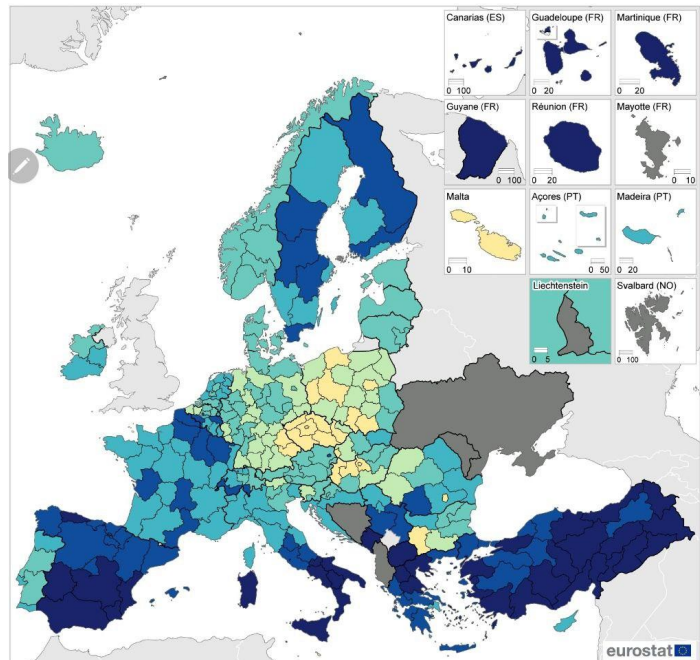 Canarias (ES)
0 100
Guadeloupe (FR)
0 20
Martinique (FR)
0 20
Guyane (FR)
0 100
Réunion (FR)
0 20
Mayotte (FR)
0 10
Malta
0 10
Açores (PT)
0 50
Madeira (PT)
0 20
Liechtenstein
0 5
Svalbard (NO)
0 100
eurostat